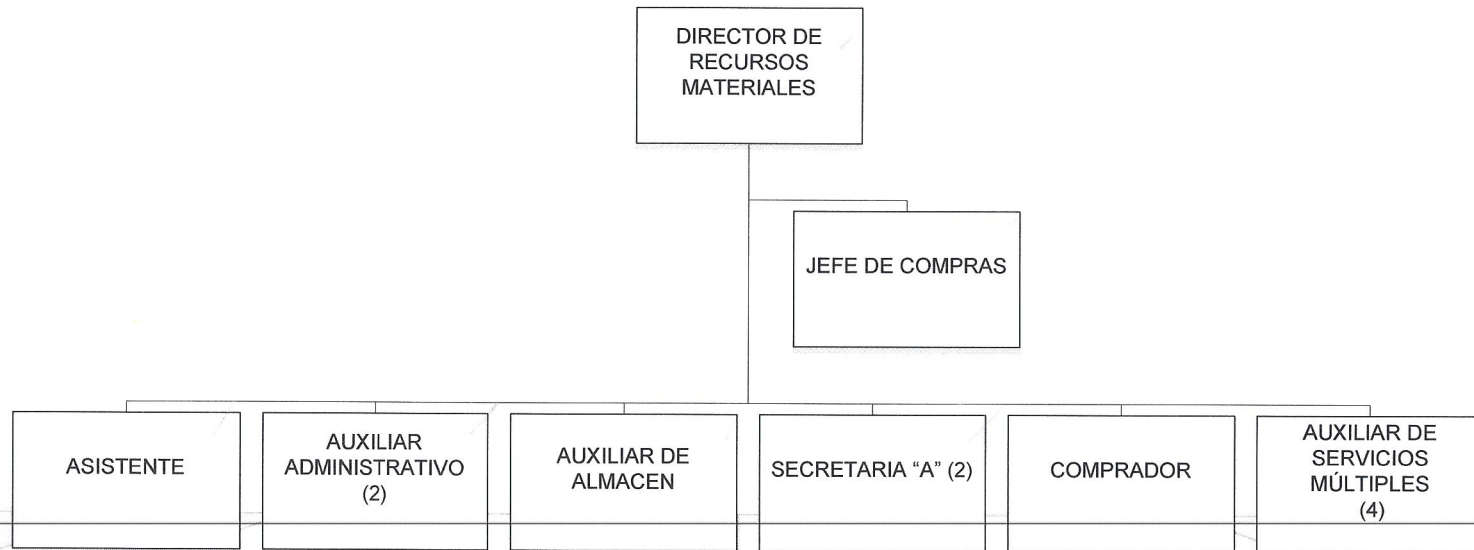 DIRECTOR DE
RECURSOS
MATERIALES
JEFE DE COMPRAS
ASISTENTE
AUXILIAR
ADMINISTRATIVO
(2)
AUXILIAR DE
ALMACEN
SECRETARIA “A” (2)
COMPRADOR
AUXILIAR DE
SERVICIOS
MÚLTIPLES
(4)